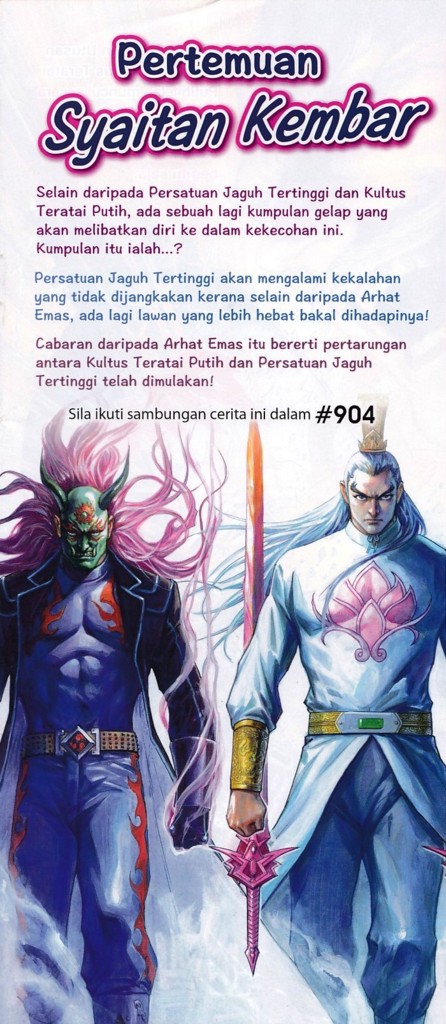 Pertemuan
Syaitan Kembar
Selain daripada Persatuan Jaguh Tertinggi dan Kultus
Teratai Putih, ada sebuah lagi kumpulan gelap yang
akan melibatkan diri ke dalam kekecohan ini.
Kumpulan itu ialah...?
Persatuan Jaguh Tertinggi akan mengalami kekalahan
yang tidak dijangkakan kerana selain daripada Arhat
Emas, ada lagi lawan yang lebih hebat bakal dihadapinya!
Cabaran daripada Arhat Emas itu bererti pertarungan
antara Kultus Teratai Putih dan Persatuan Jaguh
Tertinggi telah dimulakan!
Sila ikuti sambungan cerita ini dalam #904